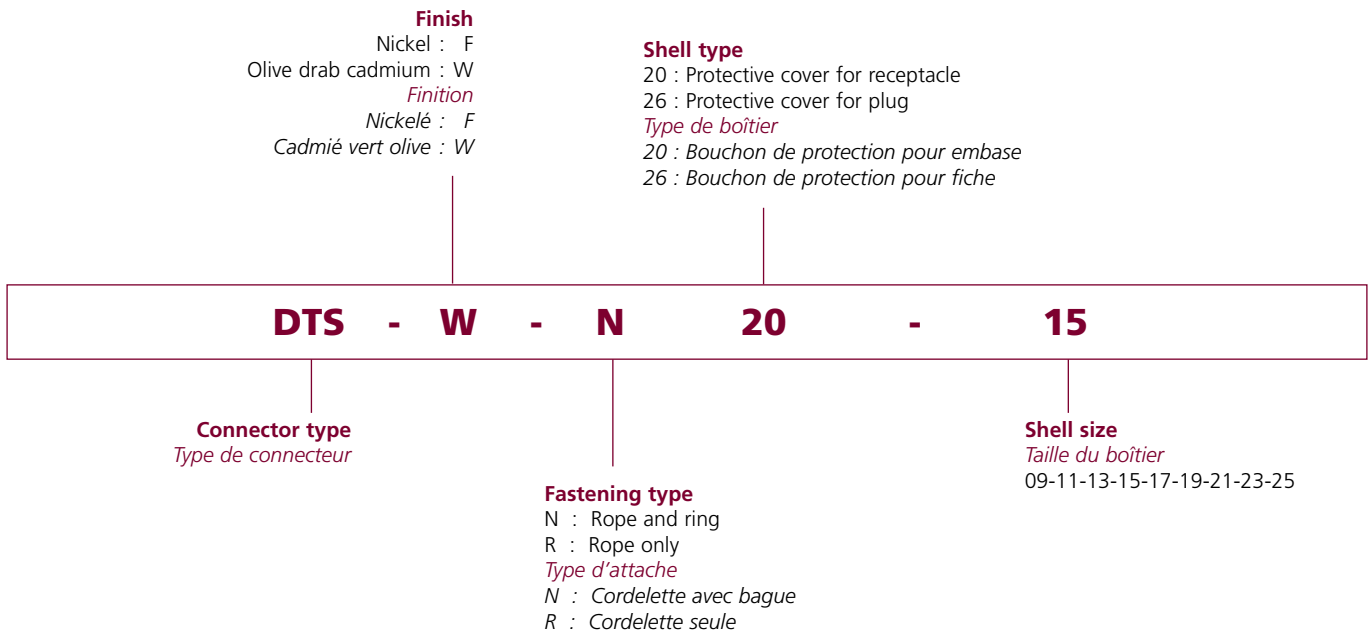 Finish
Nickel : F
Olive drab cadmium : W
Finition
Nickelé : F
Cadmié vert olive : W
Shell type
20 : Protective cover for receptacle
26 : Protective cover for plug
Type de boîtier
20 : Bouchon de protection pour embase
26 : Bouchon de protection pour fiche
DTS - W - N 20 - 15
Connector type
Type de connecteur
Fastening type
N : Rope and ring
R : Rope only
Type d’attache
N : Cordelette avec bague
R : Cordelette seule
Shell size
Taille du boîtier
09-11-13-15-17-19-21-23-25